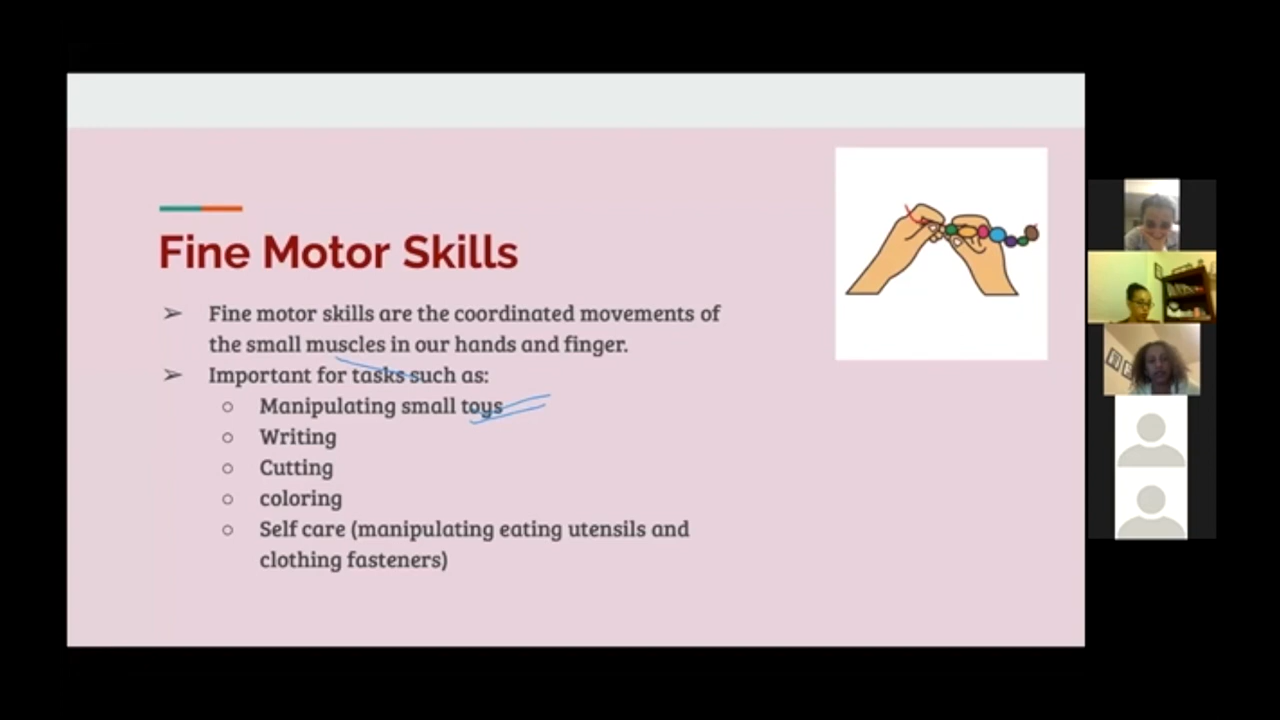 Fine Motor Skills
➢ Fine motor skills are the coordinated movements of
the small muscles in our hands and finger.
➢ Important for tasks such as:
○ Manipulating small toys
○ Writing
○ Cutting
○ coloring
○ Self care (manipulating eating utensils and
clothing fasteners)